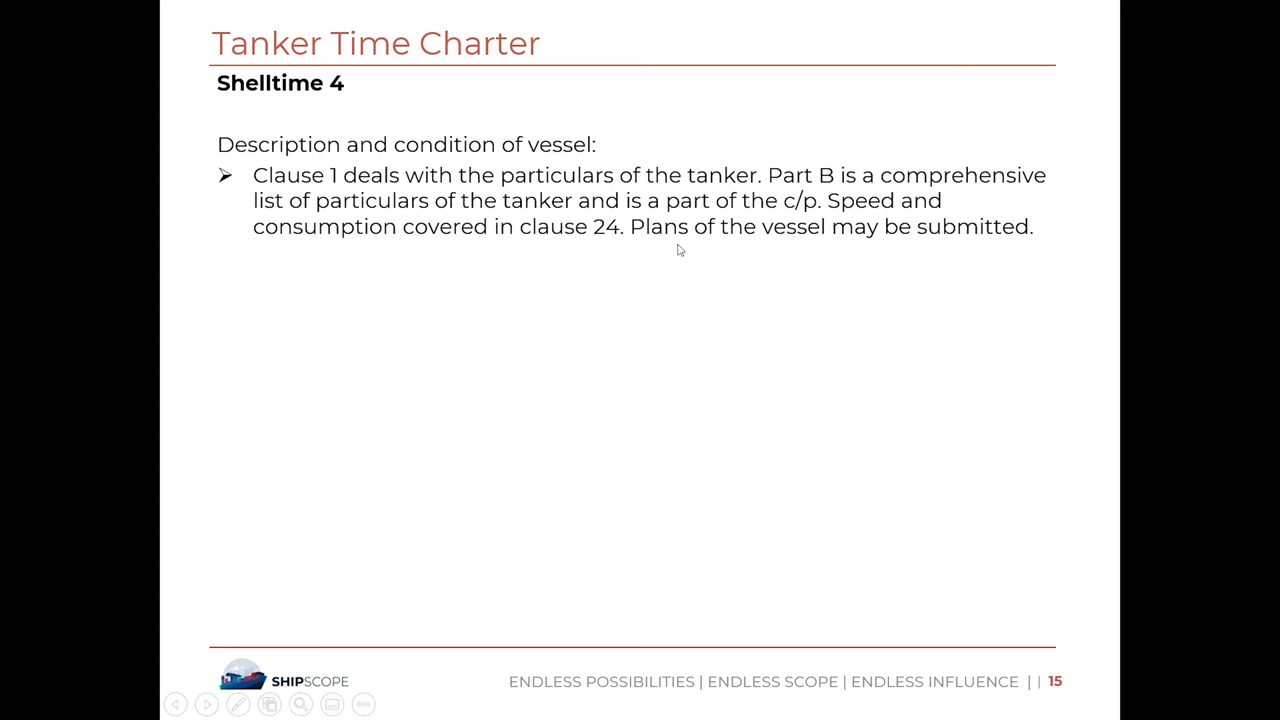 Tanker Time Charter
Shelltime 4
Description and condition of vessel:
Clause 1 deals with the particulars of the tanker. Part B is a comprehensive
list of particulars of the tanker and is a part of the c/p. Speed and
consumption covered in clause 24. Plans of the vessel may be submitted.
SHIPSCOPE
ENDLESS POSSIBILITIES | ENDLESS SCOPE | ENDLESS INFLUENCE | | 15